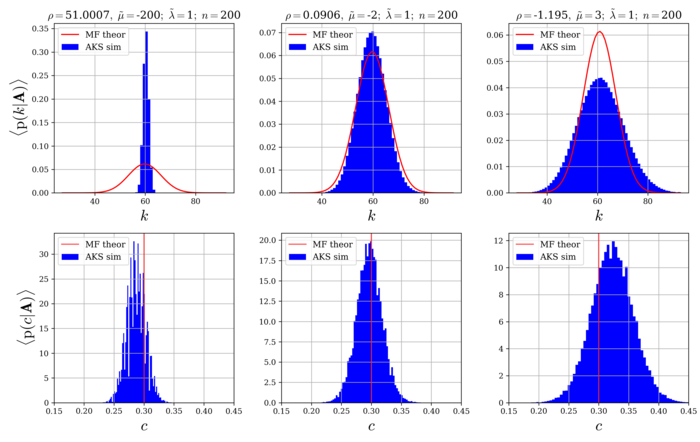 ρ = 51.0007, μ̃ = -200; λ̃ = 1; n = 200
ρ = 0.0906, μ̃ = -2; λ̃ = 1; n = 200
ρ = -1.195, μ̃ = 3; λ̃ = 1; n = 200
⟨p(k|A)⟩
0.35
0.30
0.25
0.20
0.15
0.10
0.05
0.00
MF theor
AKS sim
40 60 80
k
0.07
0.06
0.05
0.04
0.03
0.02
0.01
0.00
MF theor
AKS sim
40 60 80
k
0.06
0.05
0.04
0.03
0.02
0.01
0.00
MF theor
AKS sim
40 60 80
k
⟨p(c|A)⟩
30
25
20
15
10
5
0
MF theor
AKS sim
0.15 0.20 0.25 0.30 0.35 0.40 0.45
c
20.0
17.5
15.0
12.5
10.0
7.5
5.0
2.5
0.0
MF theor
AKS sim
0.15 0.20 0.25 0.30 0.35 0.40 0.45
c
12
10
8
6
4
2
0
MF theor
AKS sim
0.15 0.20 0.25 0.30 0.35 0.40 0.45
c